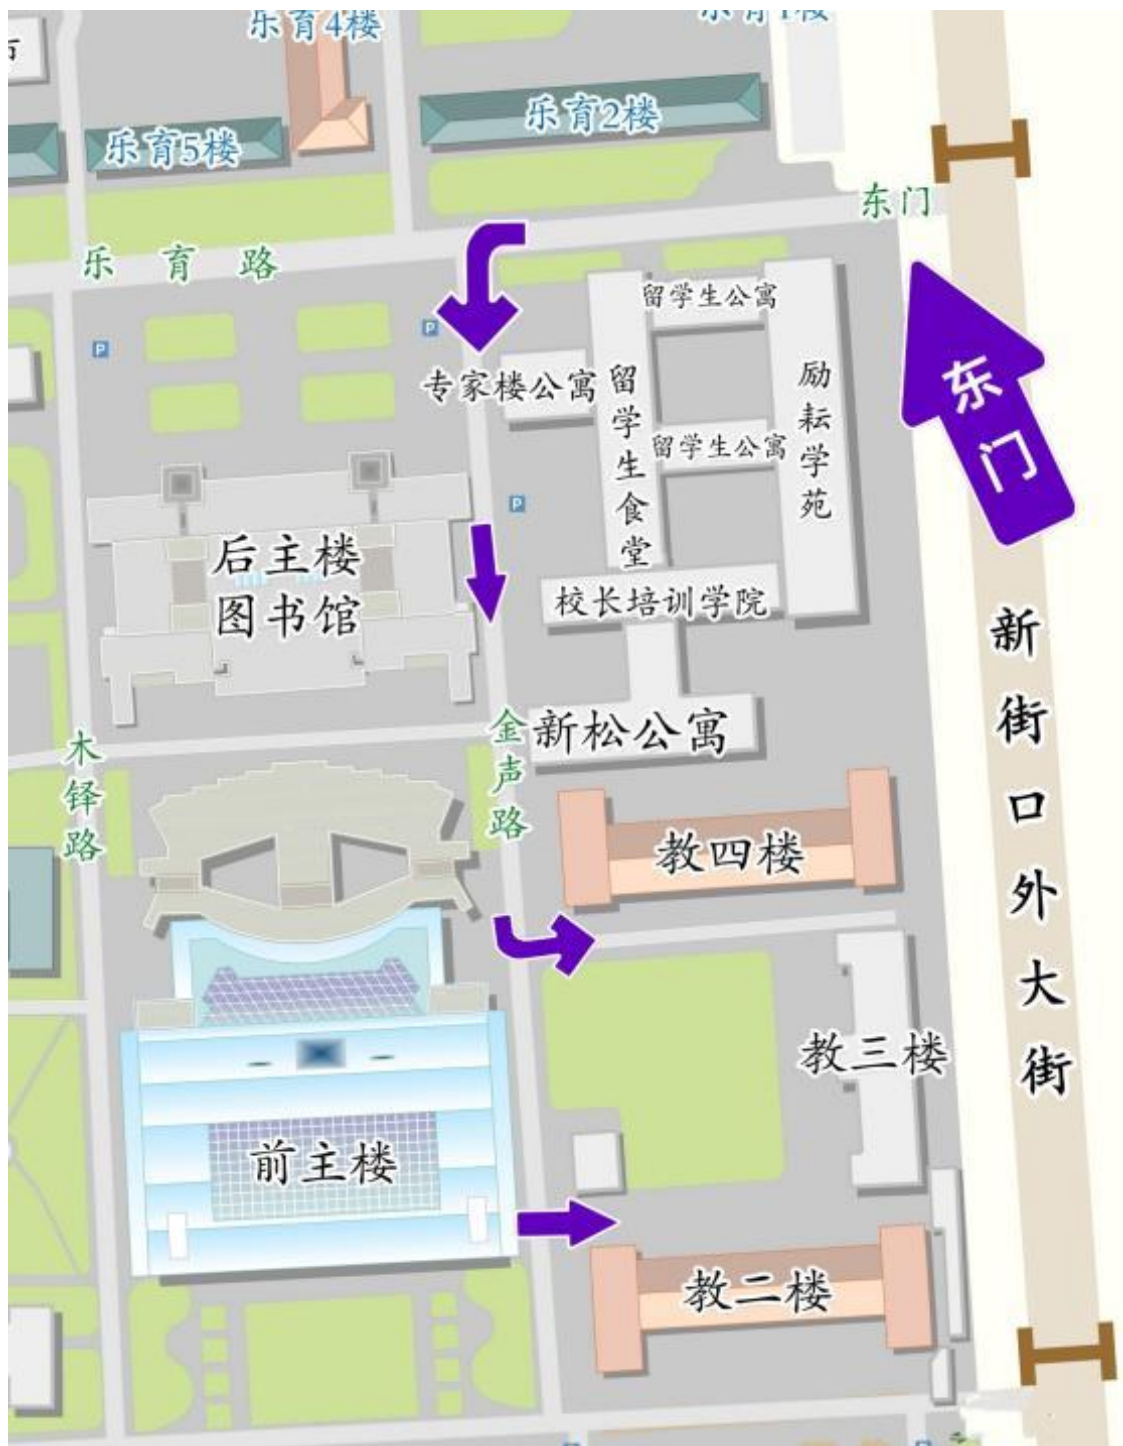 乐育4楼
乐育1楼
乐育5楼
乐育2楼
东门
乐育路
P
P
留学生公寓
专家楼公寓
留学生食堂
励耘学苑
东门
留学生公寓
P
后主楼
图书馆
校长培训学院
新街口外大街
木铎路
金声路
新松公寓
教四楼
教三楼
前主楼
教二楼